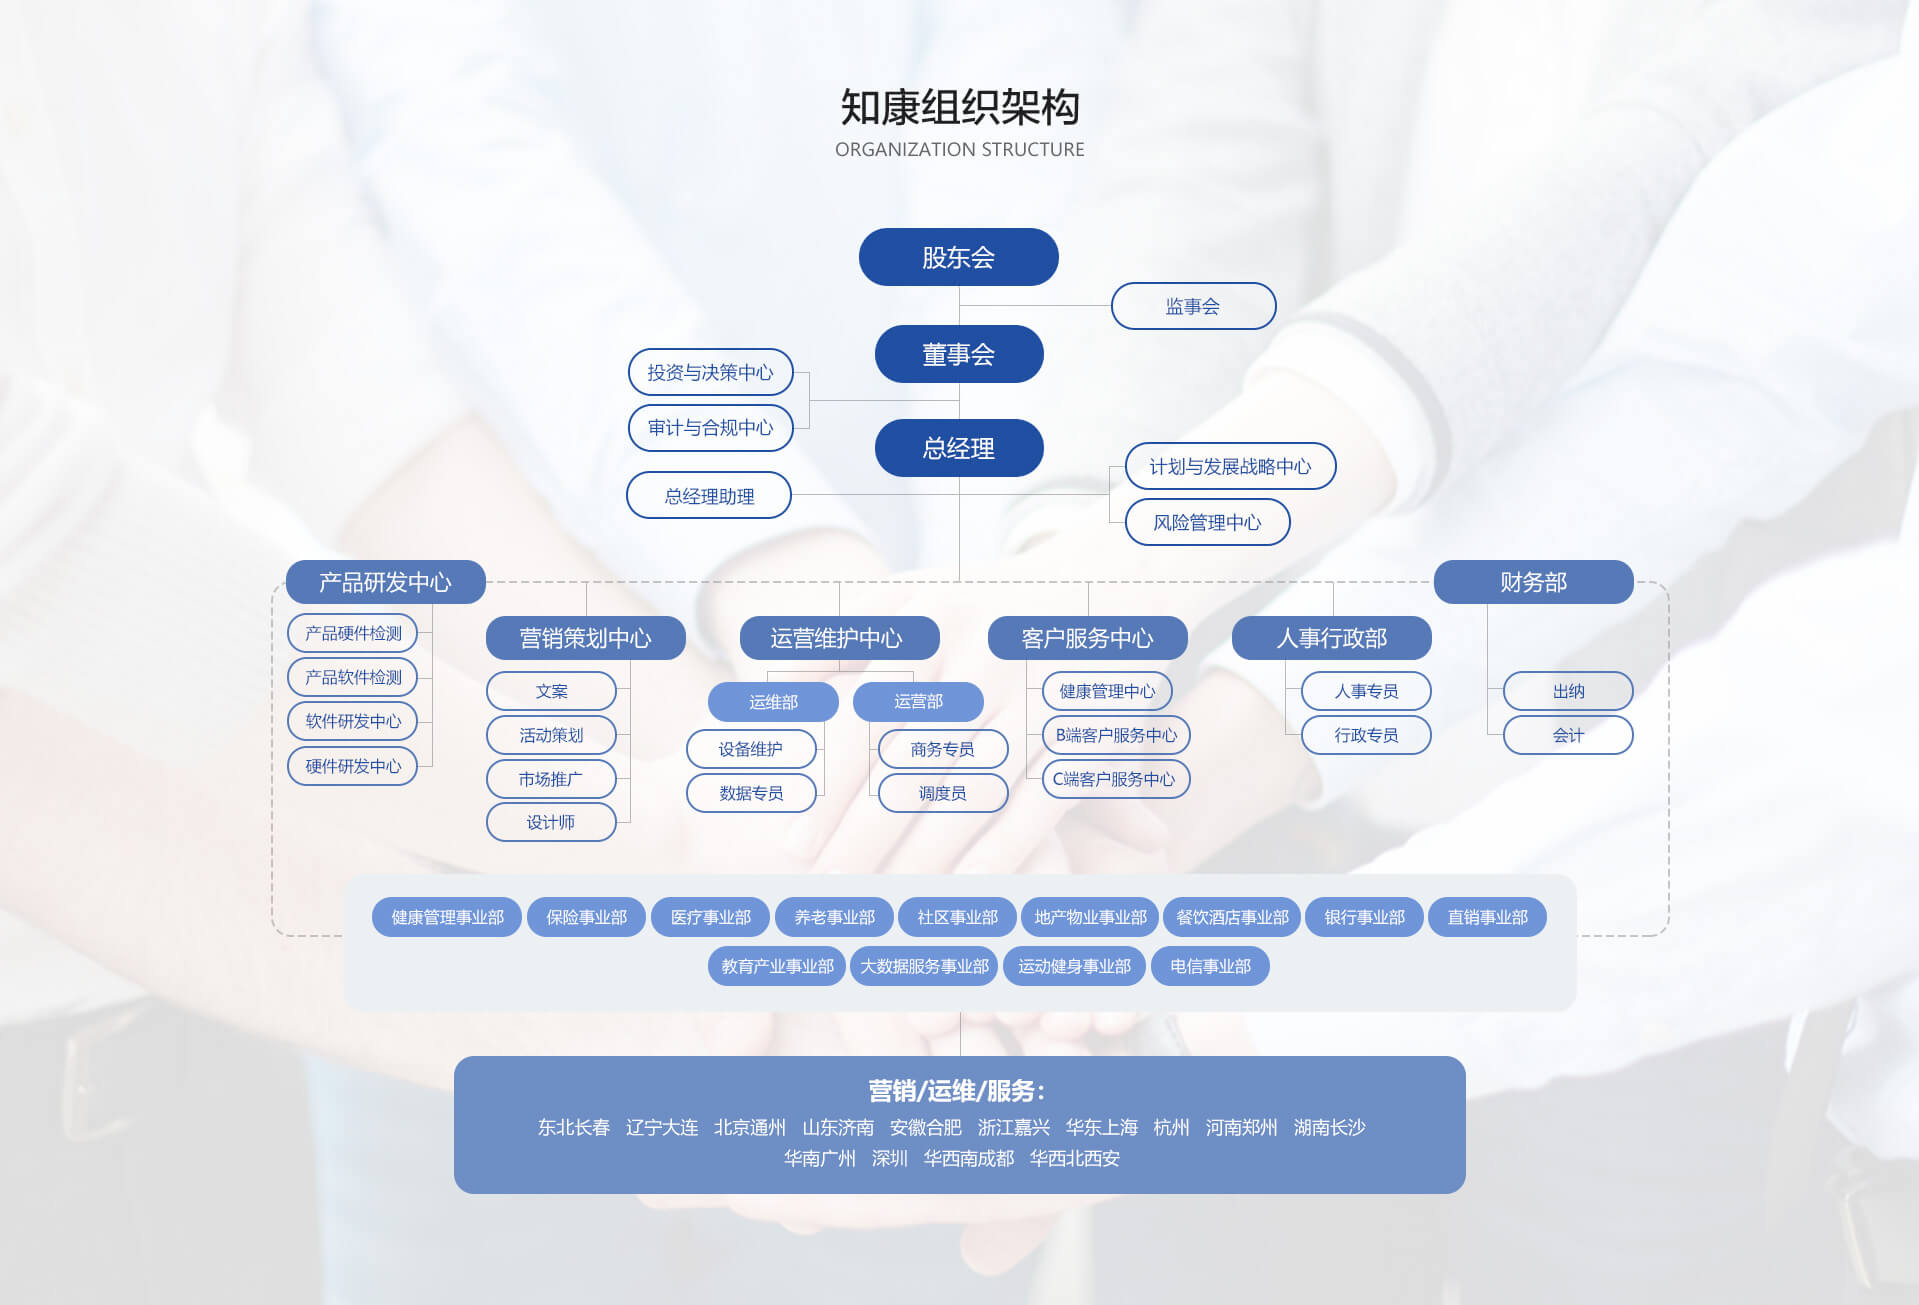 知康组织架构
ORGANIZATION STRUCTURE
股东会
监事会
董事会
投资与决策中心
审计与合规中心
总经理
总经理助理
计划与发展战略中心
风险管理中心
产品研发中心
产品硬件检测
产品软件检测
软件研发中心
硬件研发中心
营销策划中心
文案
活动策划
市场推广
设计师
运营维护中心
运维部
设备维护
数据专员
运营部
商务专员
调度员
客户服务中心
健康管理中心
B端客户服务中心
C端客户服务中心
人事行政部
人事专员
行政专员
财务部
出纳
会计
健康管理事业部 保险事业部 医疗事业部 养老事业部 社区事业部 地产物业事业部 餐饮酒店事业部 银行事业部 直销事业部
教育产业事业部 大数据服务事业部 运动健身事业部 电信事业部
营销/运维/服务：
东北长春 辽宁大连 北京通州 山东济南 安徽合肥 浙江嘉兴 华东上海 杭州 河南郑州 湖南长沙
华南广州 深圳 华西南成都 华西北西安